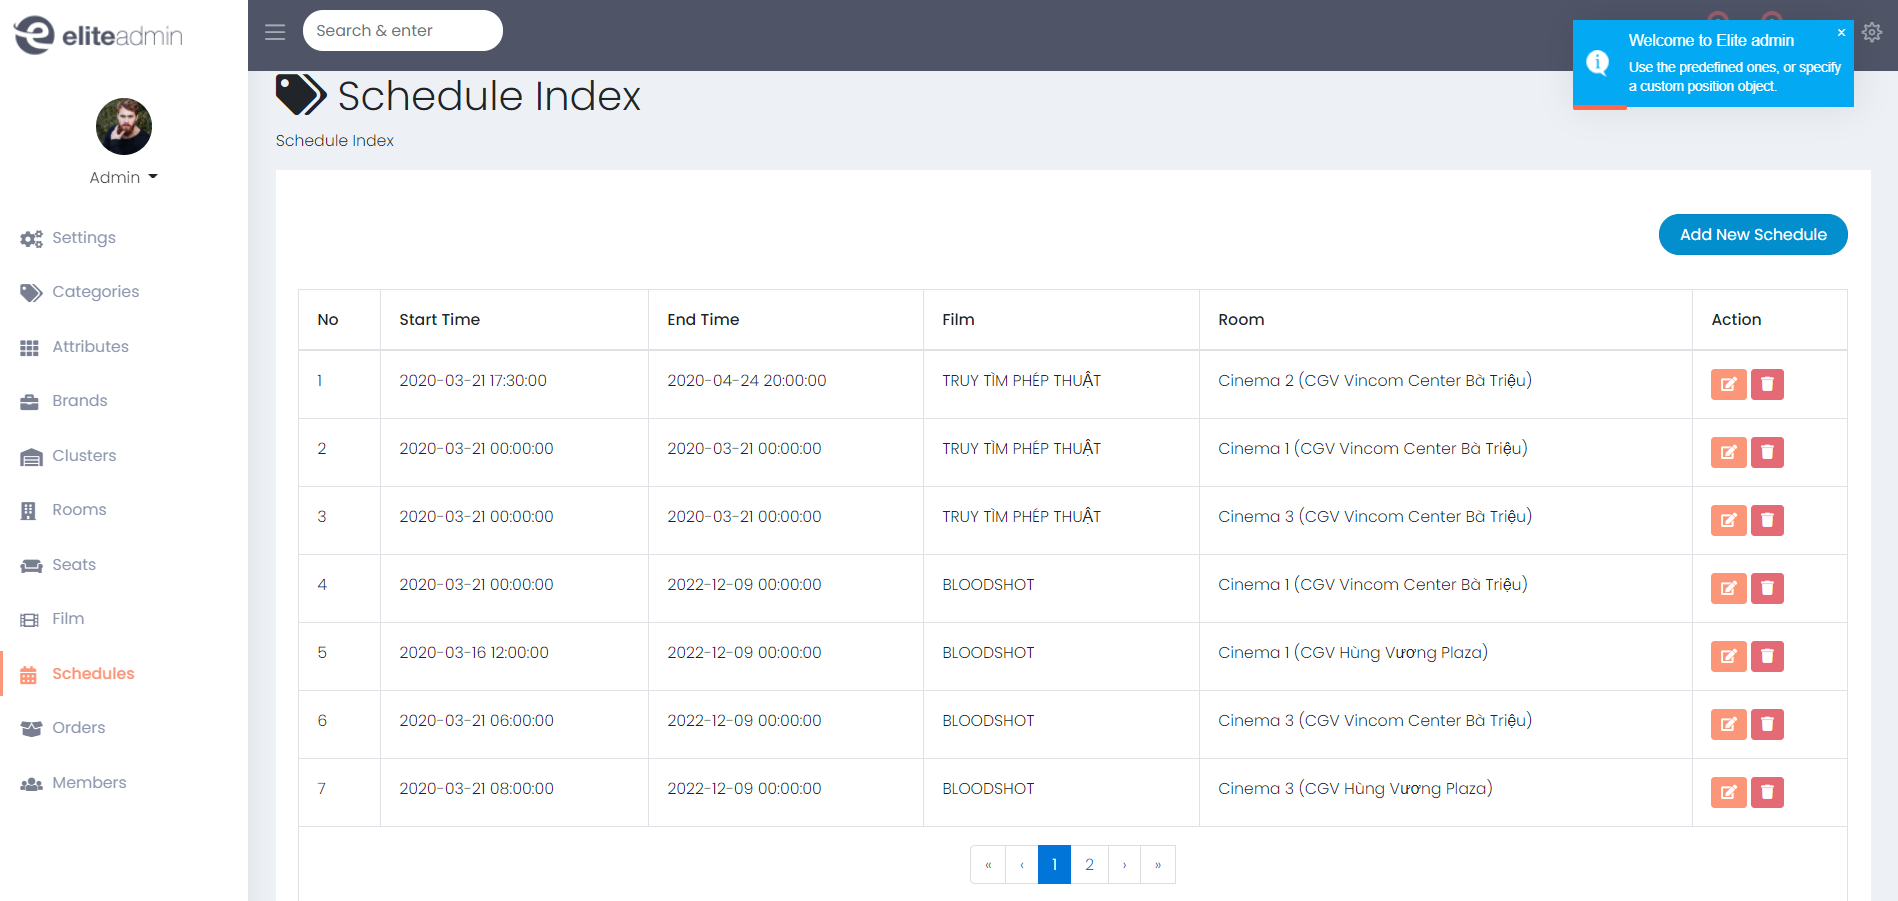 eliteadmin
Search & enter
Welcome to Elite admin
×
Use the predefined ones, or specify
a custom position object.
Admin
Settings
Categories
Attributes
Brands
Clusters
Rooms
Seats
Film
Schedules
Orders
Members
Schedule Index
Schedule Index
Add New Schedule
No Start Time End Time Film Room Action
1 2020-03-21 17:30:00 2020-04-24 20:00:00 TRUY TÌM PHÉP THUẬT Cinema 2 (CGV Vincom Center Bà Triệu)
2 2020-03-21 00:00:00 2020-03-21 00:00:00 TRUY TÌM PHÉP THUẬT Cinema 1 (CGV Vincom Center Bà Triệu)
3 2020-03-21 00:00:00 2020-03-21 00:00:00 TRUY TÌM PHÉP THUẬT Cinema 3 (CGV Vincom Center Bà Triệu)
4 2020-03-21 00:00:00 2022-12-09 00:00:00 BLOODSHOT Cinema 1 (CGV Vincom Center Bà Triệu)
5 2020-03-16 12:00:00 2022-12-09 00:00:00 BLOODSHOT Cinema 1 (CGV Hùng Vương Plaza)
6 2020-03-21 06:00:00 2022-12-09 00:00:00 BLOODSHOT Cinema 3 (CGV Vincom Center Bà Triệu)
7 2020-03-21 08:00:00 2022-12-09 00:00:00 BLOODSHOT Cinema 3 (CGV Hùng Vương Plaza)
« ‹ 1 2 › »